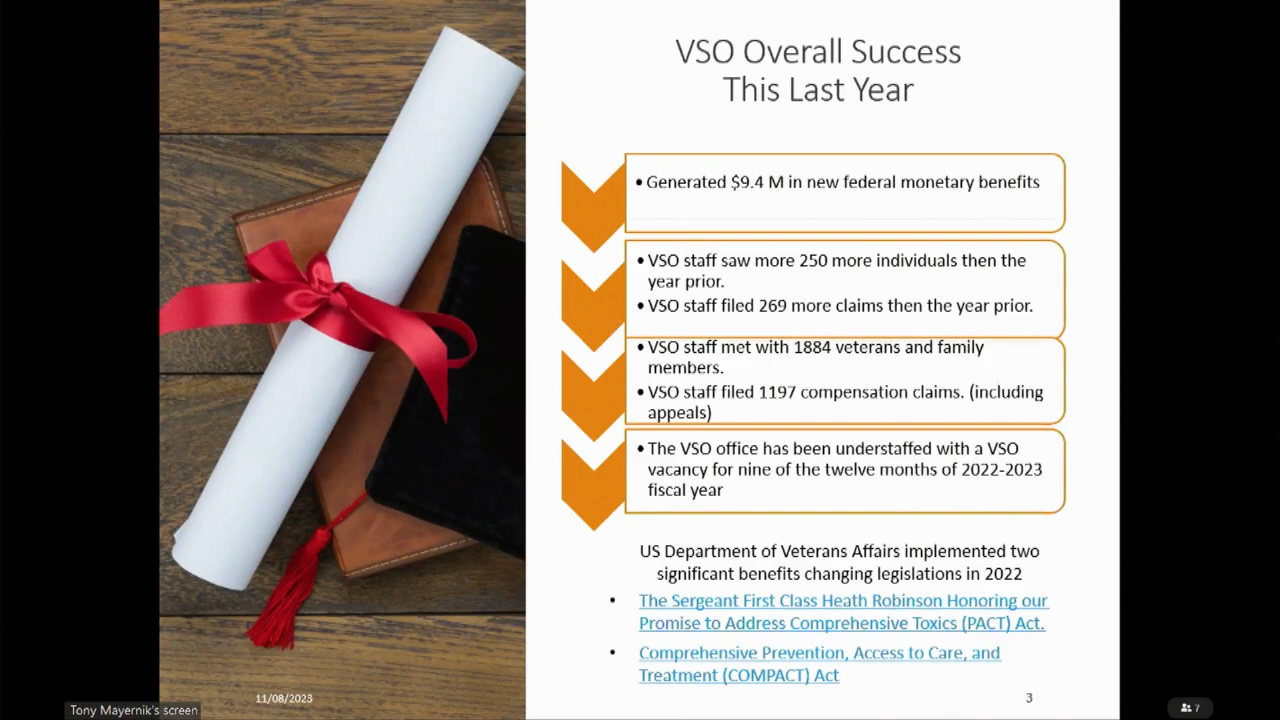 VSO Overall Success
This Last Year
• Generated $9.4 M in new federal monetary benefits
• VSO staff saw more 250 more individuals then the
year prior.
• VSO staff filed 269 more claims then the year prior.
• VSO staff met with 1884 veterans and family
members.
• VSO staff filed 1197 compensation claims. (including
appeals)
• The VSO office has been understaffed with a VSO
vacancy for nine of the twelve months of 2022-2023
fiscal year
US Department of Veterans Affairs implemented two
significant benefits changing legislations in 2022
• The Sergeant First Class Heath Robinson Honoring our
Promise to Address Comprehensive Toxics (PACT) Act.
• Comprehensive Prevention, Access to Care, and
Treatment (COMPACT) Act
11/08/2023
3
Tony Mayernik's screen
7